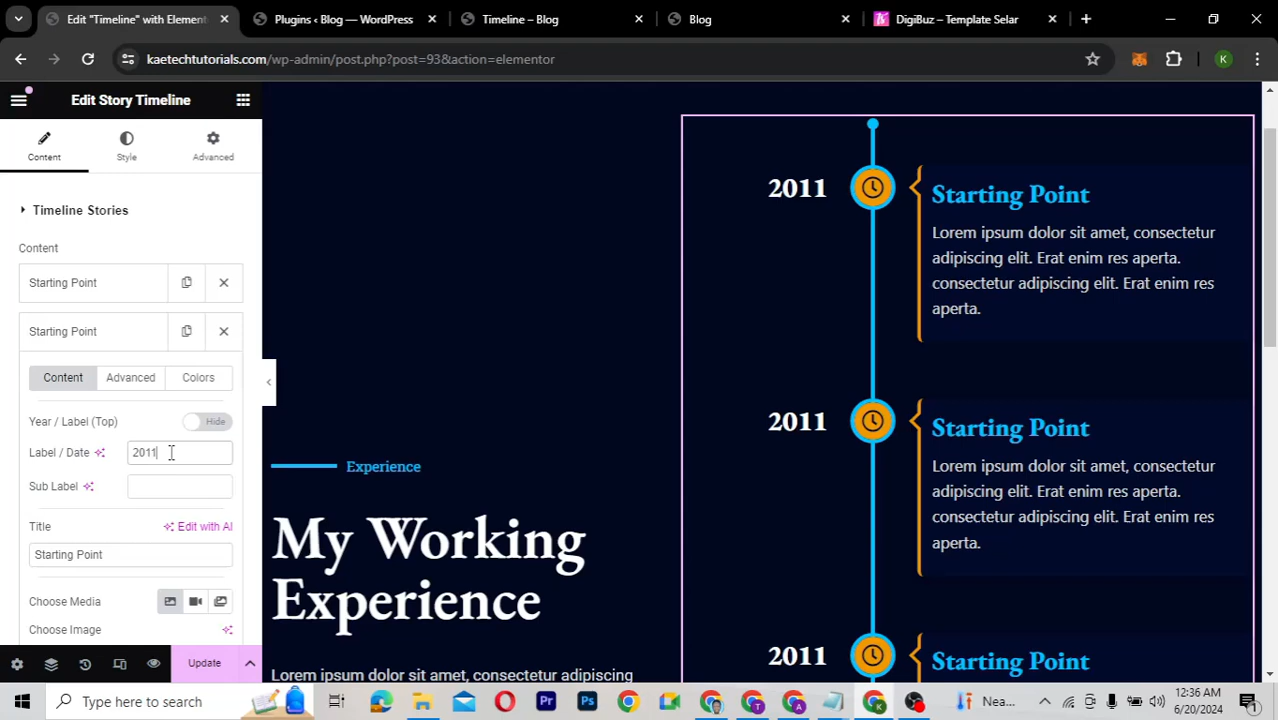 Edit "Timeline" with Element
Plugins ‹ Blog — WordPress
Timeline – Blog
Blog
DigiBuz – Template Selar
kaetechtutorials.com/wp-admin/post.php?post=93&action=elementor
K
Edit Story Timeline
Content
Style
Advanced
Timeline Stories
Content
Starting Point
Starting Point
Content
Advanced
Colors
Year / Label (Top)
Hide
Label / Date
2011
Sub Label
Title
Edit with AI
Starting Point
Choose Media
Choose Image
Update
Experience
My Working
Experience
Lorem ipsum dolor sit amet, consectetur adipiscing
2011
Starting Point
Lorem ipsum dolor sit amet, consectetur
adipiscing elit. Erat enim res aperta.
consectetur adipiscing elit. Erat enim res
aperta.
2011
Starting Point
Lorem ipsum dolor sit amet, consectetur
adipiscing elit. Erat enim res aperta.
consectetur adipiscing elit. Erat enim res
aperta.
2011
Starting Point
Type here to search
Pr
Ps
T
A
K
Nea...
12:36 AM
6/20/2024
1